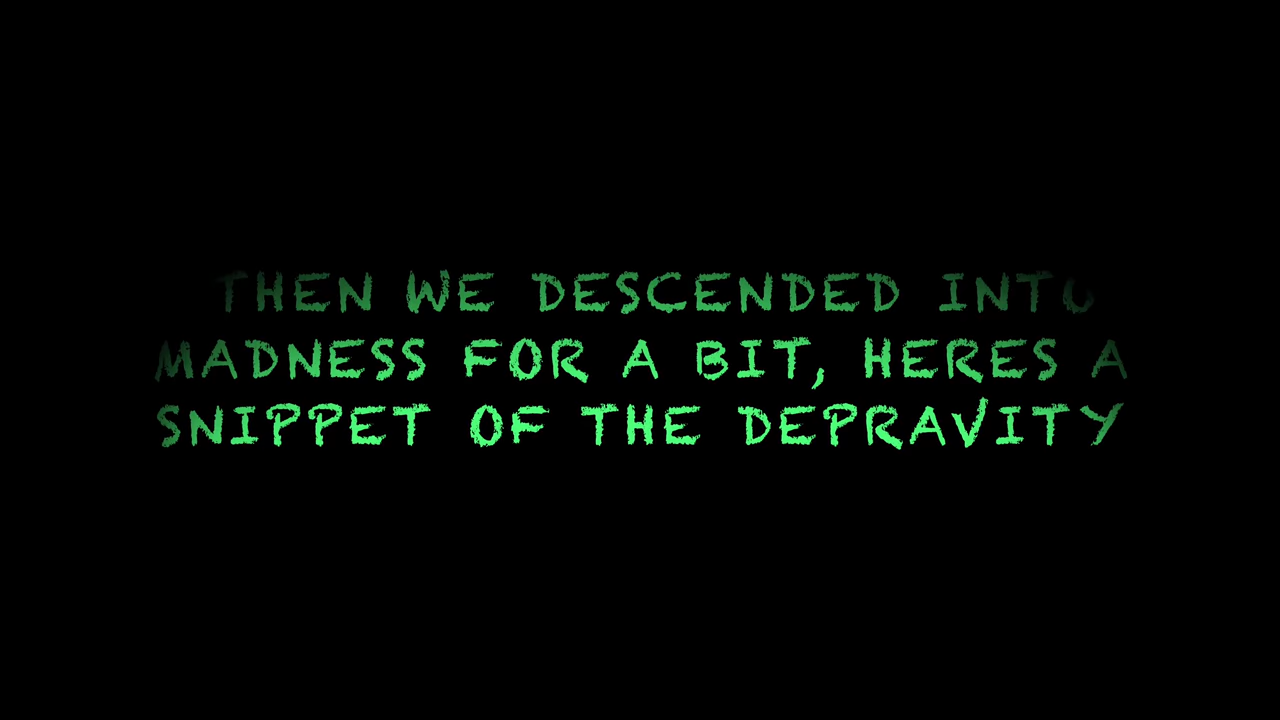 THEN WE DESCENDED INTO
MADNESS FOR A BIT, HERES A
SNIPPET OF THE DEPRAVITY